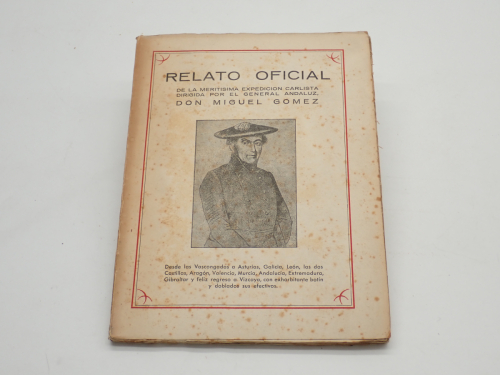 RELATO OFICIAL
DE LA MERITISIMA EXPEDICION CARLISTA
DIRIGIDA POR EL GENERAL ANDALUZ,
DON MIGUEL GOMEZ
Desde las Vascongadas a Asturias, Galicia, León, las dos
Castillas, Aragón, Valencia, Murcia, Andalucía, Extremadura,
Gibraltar y feliz regreso a Vizcaya, con exhorbitante botín
y doblados sus efectivos.